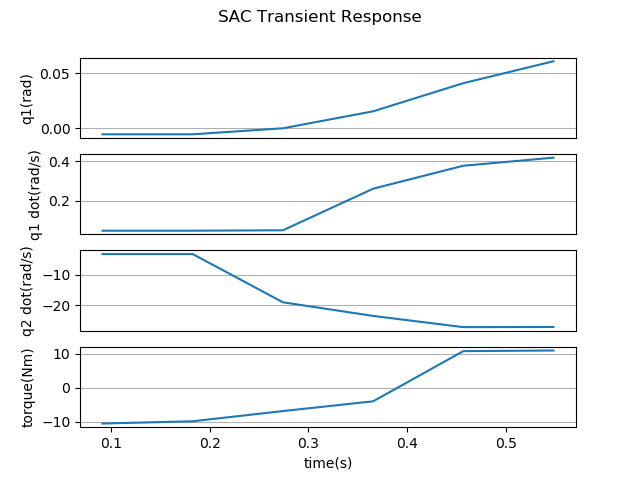 SAC Transient Response
q1(rad)
0.05
0.00
q1 dot(rad/s)
0.4
0.2
q2 dot(rad/s)
−10
−20
torque(Nm)
10
0
−10
0.1 0.2 0.3 0.4 0.5
time(s)